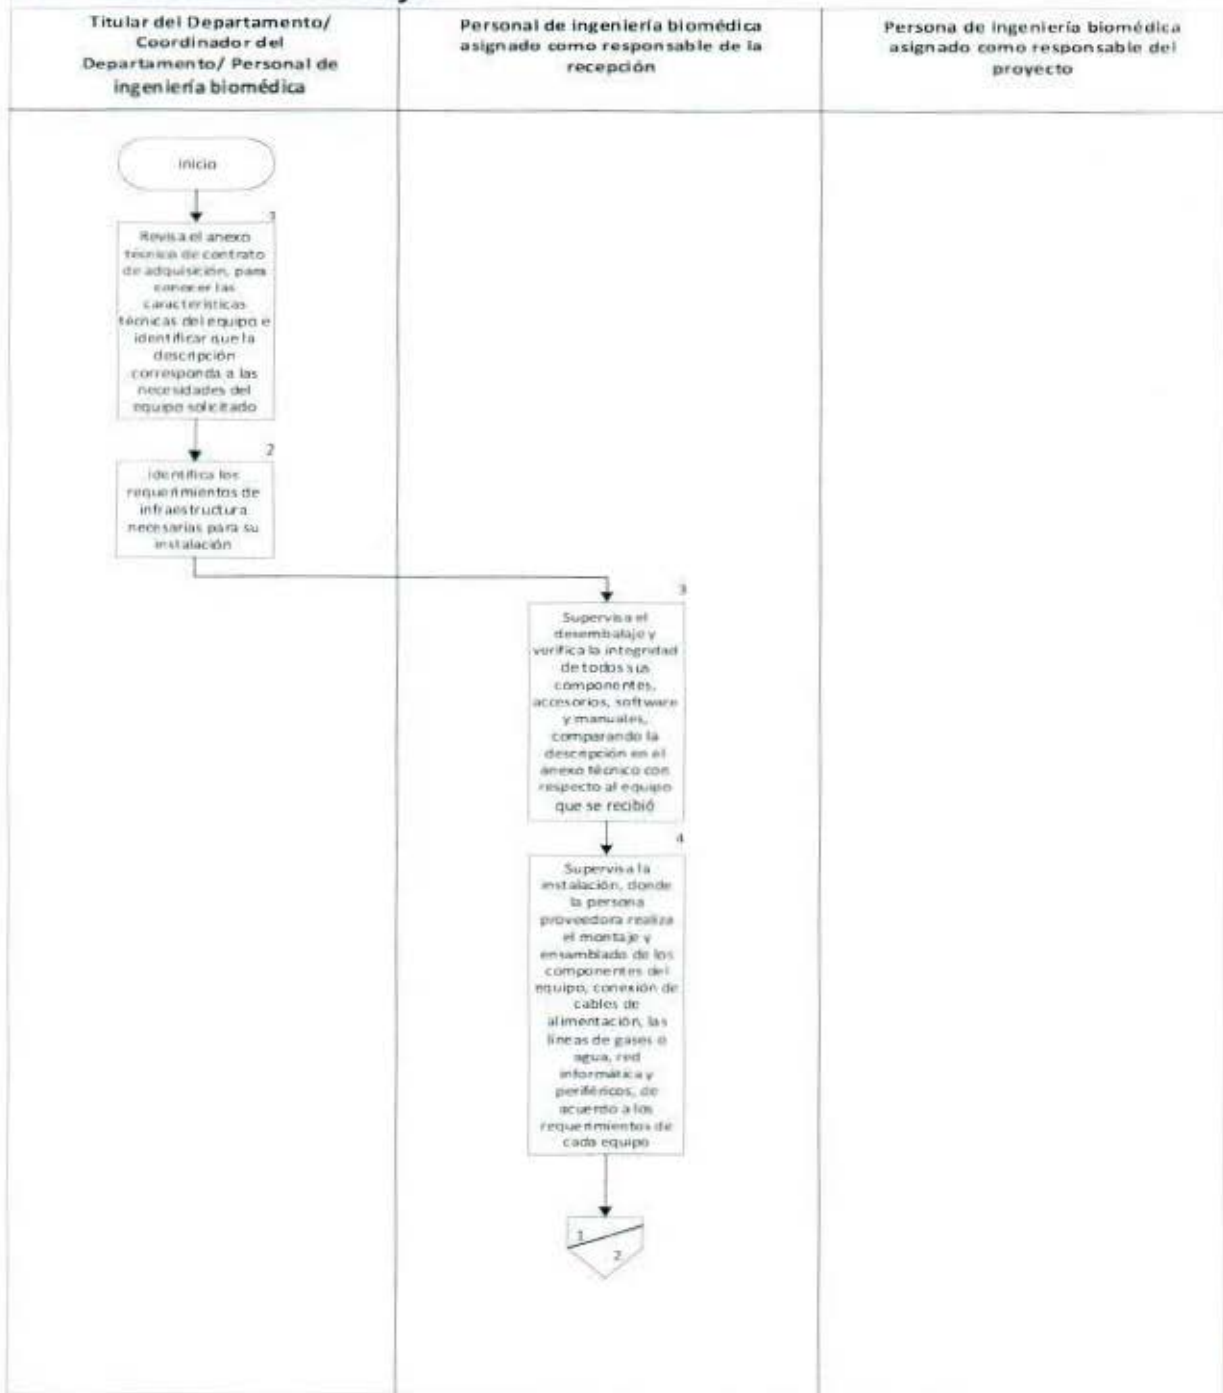 Titular del Departamento/
Coordinador del
Departamento/ Personal de
ingeniería biomédica
Personal de ingeniería biomédica
asignado como responsable de la
recepción
Persona de ingeniería biomédica
asignado como responsable del
proyecto
Inicio
1
Revisa el anexo
técnico de contrato
de adquisición, para
conocer las
características
técnicas del equipo e
identificar que la
descripción
corresponda a las
necesidades del
equipo solicitado
2
Identifica los
requerimientos de
infraestructura
necesarias para su
instalación
3
Supervisa el
desembalaje y
verifica la integridad
de todos sus
componentes,
accesorios, software
y manuales,
comparando la
descripción en el
anexo técnico con
respecto al equipo
que se recibió
4
Supervisa la
instalación, donde
la persona
proveedora realiza
el montaje y
ensamblado de los
componentes del
equipo, conexión de
cables de
alimentación, las
líneas de gases o
agua, red
informática y
periféricos, de
acuerdo a los
requerimientos de
cada equipo
1
2